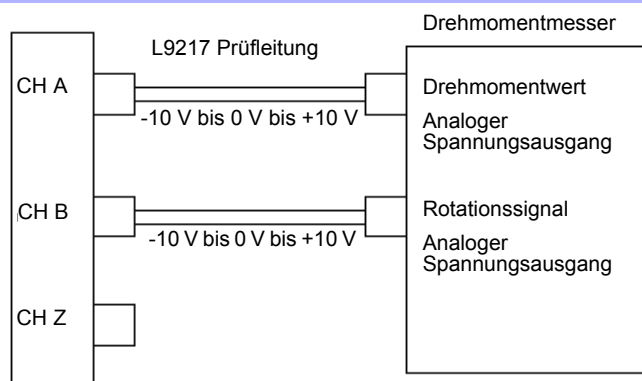 Drehmomentmesser
L9217 Prüfleitung
CH A
Drehmomentwert
-10 V bis 0 V bis +10 V
Analoger
Spannungsausgang
CH B
Rotationssignal
-10 V bis 0 V bis +10 V
Analoger
Spannungsausgang
CH Z